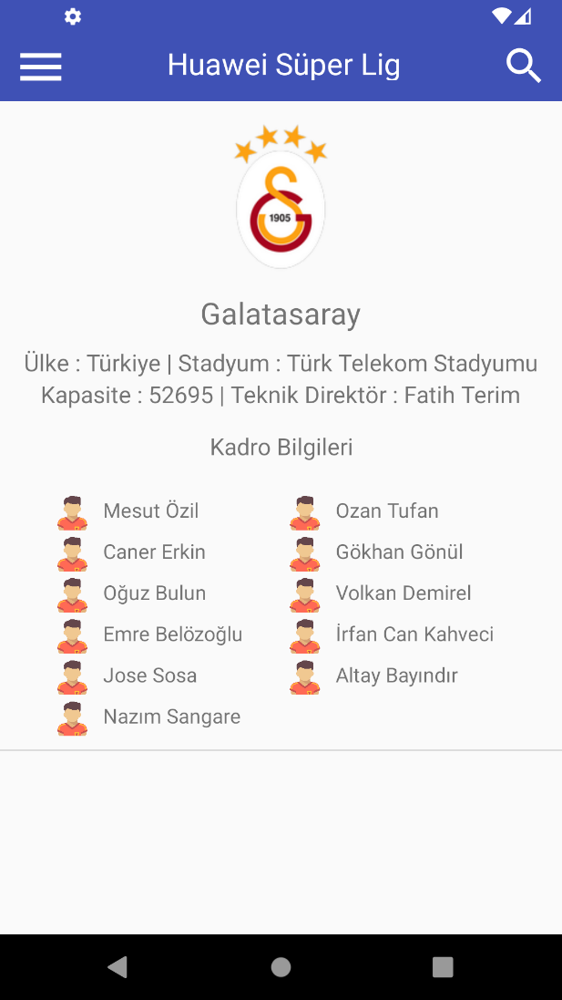 Huawei Süper Lig
1905
Galatasaray
Ülke : Türkiye | Stadyum : Türk Telekom Stadyumu
Kapasite : 52695 | Teknik Direktör : Fatih Terim
Kadro Bilgileri
Mesut Özil
Ozan Tufan
Caner Erkin
Gökhan Gönül
Oğuz Bulun
Volkan Demirel
Emre Belözoğlu
İrfan Can Kahveci
Jose Sosa
Altay Bayındır
Nazım Sangare